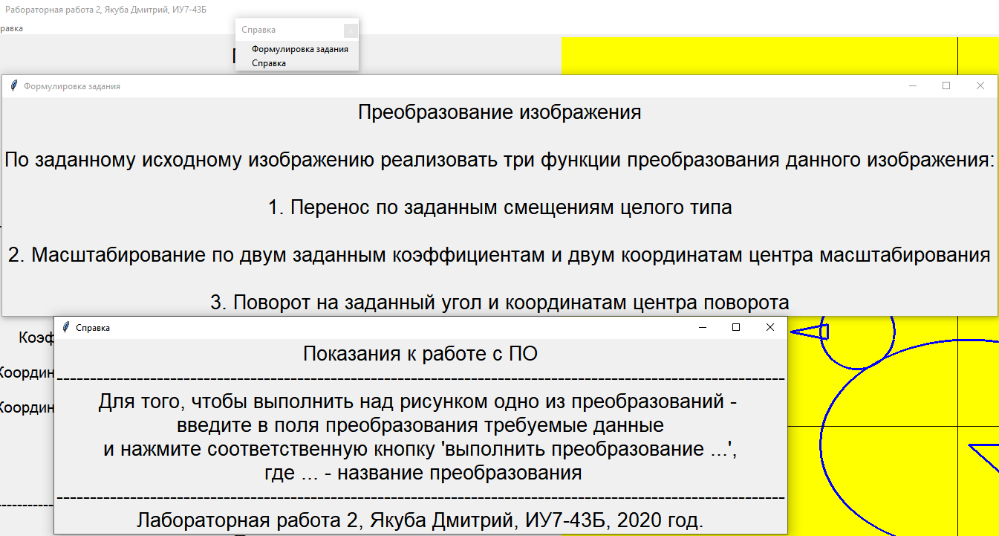 Рабораторная работа 2, Якуба Дмитрий, ИУ7-43Б
равка
Справка
Формулировка задания
Справка
Формулировка задания
Преобразование изображения
По заданному исходному изображению реализовать три функции преобразования данного изображения:
1. Перенос по заданным смещениям целого типа
2. Масштабирование по двум заданным коэффициентам и двум координатам центра масштабирования
3. Поворот на заданный угол и координатам центра поворота
Коэф
Координ
Координ
Справка
Показания к работе с ПО
Для того, чтобы выполнить над рисунком одно из преобразований -
введите в поля преобразования требуемые данные
и нажмите соответственную кнопку 'выполнить преобразование ...',
где ... - название преобразования
Лабораторная работа 2, Якуба Дмитрий, ИУ7-43Б, 2020 год.